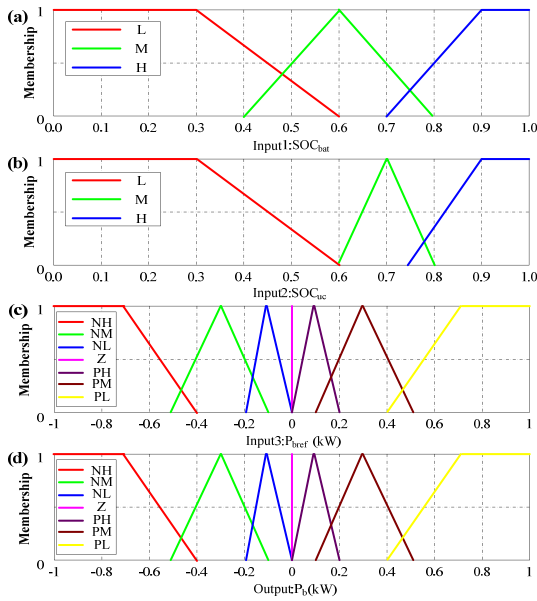 (a)
Membership
1
0
L
M
H
0.0 0.1 0.2 0.3 0.4 0.5 0.6 0.7 0.8 0.9 1.0
Input1:SOCbat
(b)
Membership
1
0
L
M
H
0.0 0.1 0.2 0.3 0.4 0.5 0.6 0.7 0.8 0.9 1.0
Input2:SOCuc
(c)
Membership
1
0
NH
NM
NL
Z
PH
PM
PL
-1 -0.8 -0.6 -0.4 -0.2 0 0.2 0.4 0.6 0.8 1
Input3:Pbref (kW)
(d)
Membership
1
0
NH
NM
NL
Z
PH
PM
PL
-1 -0.8 -0.6 -0.4 -0.2 0 0.2 0.4 0.6 0.8 1
Output:Pb(kW)